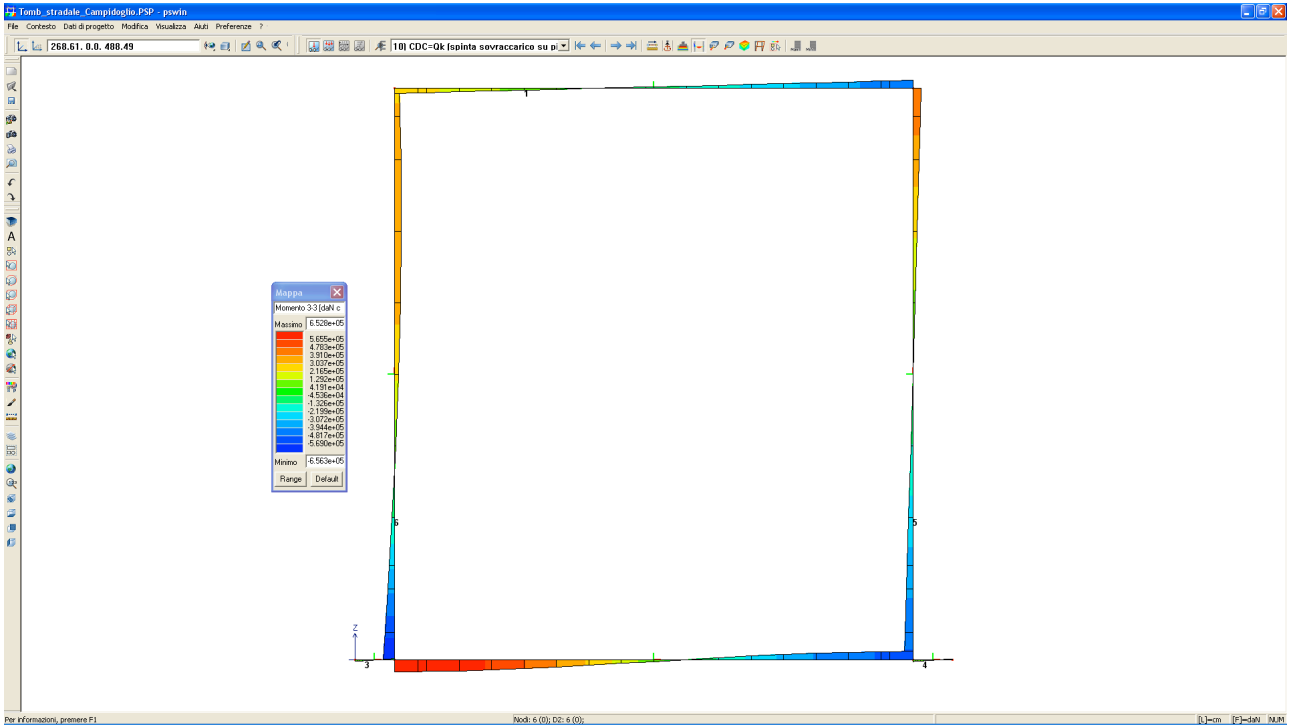 Tomb_stradale_Campidoglio.PSP - pswin
File Contesto Dati di progetto Modifica Visualizza Aiuti Preferenze ?
268.61. 0.0. 488.49
10) CDC=Qk (spinta sovraccarico su pi
1
Mappa
Momento 3-3 [daN c
Massimo 6.528e+05
5.655e+05
4.783e+05
3.910e+05
3.037e+05
2.165e+05
1.292e+05
4.191e+04
-4.536e+04
-1.326e+05
-2.199e+05
-3.072e+05
-3.944e+05
-4.817e+05
-5.690e+05
Minimo -6.563e+05
Range Default
A
6
5
Z
3
4
Per informazioni, premere F1
Nodi: 6 (0); D2: 6 (0);
[L]=cm [F]=daN NUM